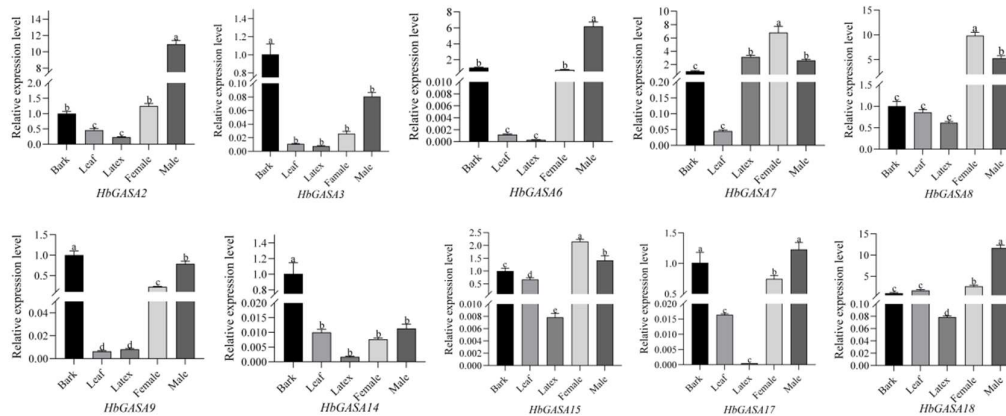 Relative expression level
14
12
10
8
6
4
2.0
1.5
1.0
0.5
0.0
b
c
c
b
a
Bark
Leaf
Latex
Female
Male
HbGASA2
Relative expression level
1.4
1.2
1.0
0.8
0.10
0.08
0.06
0.04
0.02
0.00
a
b
b
b
b
Bark
Leaf
Latex
Famale
Male
HbGASA3
Relative expression level
8
6
4
2
0
0.010
0.006
0.004
0.0002
0.000
b
c
c
b
a
Bark
Leaf
Latex
Female
Male
HbGASA6
Relative expression level
8
6
4
2
0
0.20
0.15
0.10
0.05
0.00
c
d
b
a
b
Bark
Leaf
Latex
Female
Male
HbGASA7
Relative expression level
15
10
5
1.5
1.0
0.5
0.0
c
c
c
a
b
Bark
Leaf
Latex
Female
Male
HbGASA8
Relative expression level
1.5
1.0
0.5
0.04
0.02
0.00
a
d
d
c
b
Bark
Leaf
Latex
Female
Male
HbGASA9
Relative expression level
1.4
1.2
1.0
0.8
0.020
0.015
0.010
0.005
0.000
a
b
b
b
b
Bark
Leaf
Latex
Female
Male
HbGASA14
Relative expression level
2.5
2.0
1.5
1.0
0.5
0.010
0.008
0.006
0.004
0.002
0.000
c
d
e
a
b
Bark
Leaf
Latex
Female
Male
HbGASA15
Relative expression level
1.5
1.0
0.5
0.020
0.015
0.005
0.000
a
c
c
b
a
Bark
Leaf
Latex
Female
Male
HbGASA17
Relative expression level
15
10
5
0
0.15
0.10
0.05
0.00
c
c
d
b
a
Bark
Leaf
Latex
Female
Male
HbGASA18